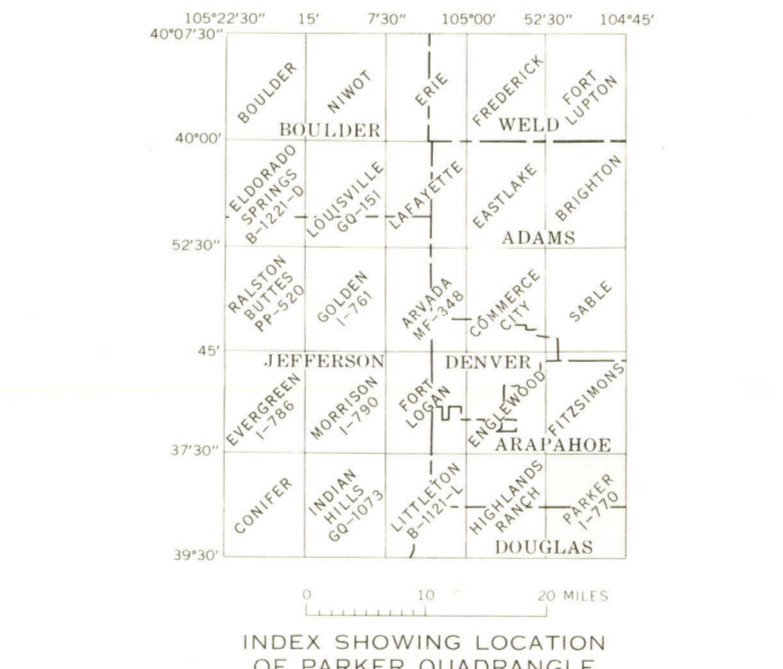 105°22'30" 15' 7'30" 105°00' 52'30" 104°45'
40°07'30"
BOULDER
NIWOT
ERIE
FREDERICK
FORT
LUPTON
BOULDER
WELD
40°00'
ELDORADO
SPRINGS
B-1221-D
LOUISVILLE
GQ-151
LAFAYETTE
EASTLAKE
BRIGHTON
ADAMS
52'30"
RALSTON
BUTTES
PP-520
GOLDEN
I-761
ARVADA
MF-348
COMMERCE
CITY
SABLE
45'
JEFFERSON
DENVER
EVERGREEN
I-786
MORRISON
I-790
FORT
LOGAN
ENGLEWOOD
FITZSIMONS
ARAPAHOE
37'30"
CONIFER
INDIAN
HILLS
GQ-1073
LITTLETON
B-1121-L
HIGHLANDS
RANCH
PARKER
I-770
DOUGLAS
39°30'
0 10 20 MILES
INDEX SHOWING LOCATION
OF PARKER QUADRANGLE